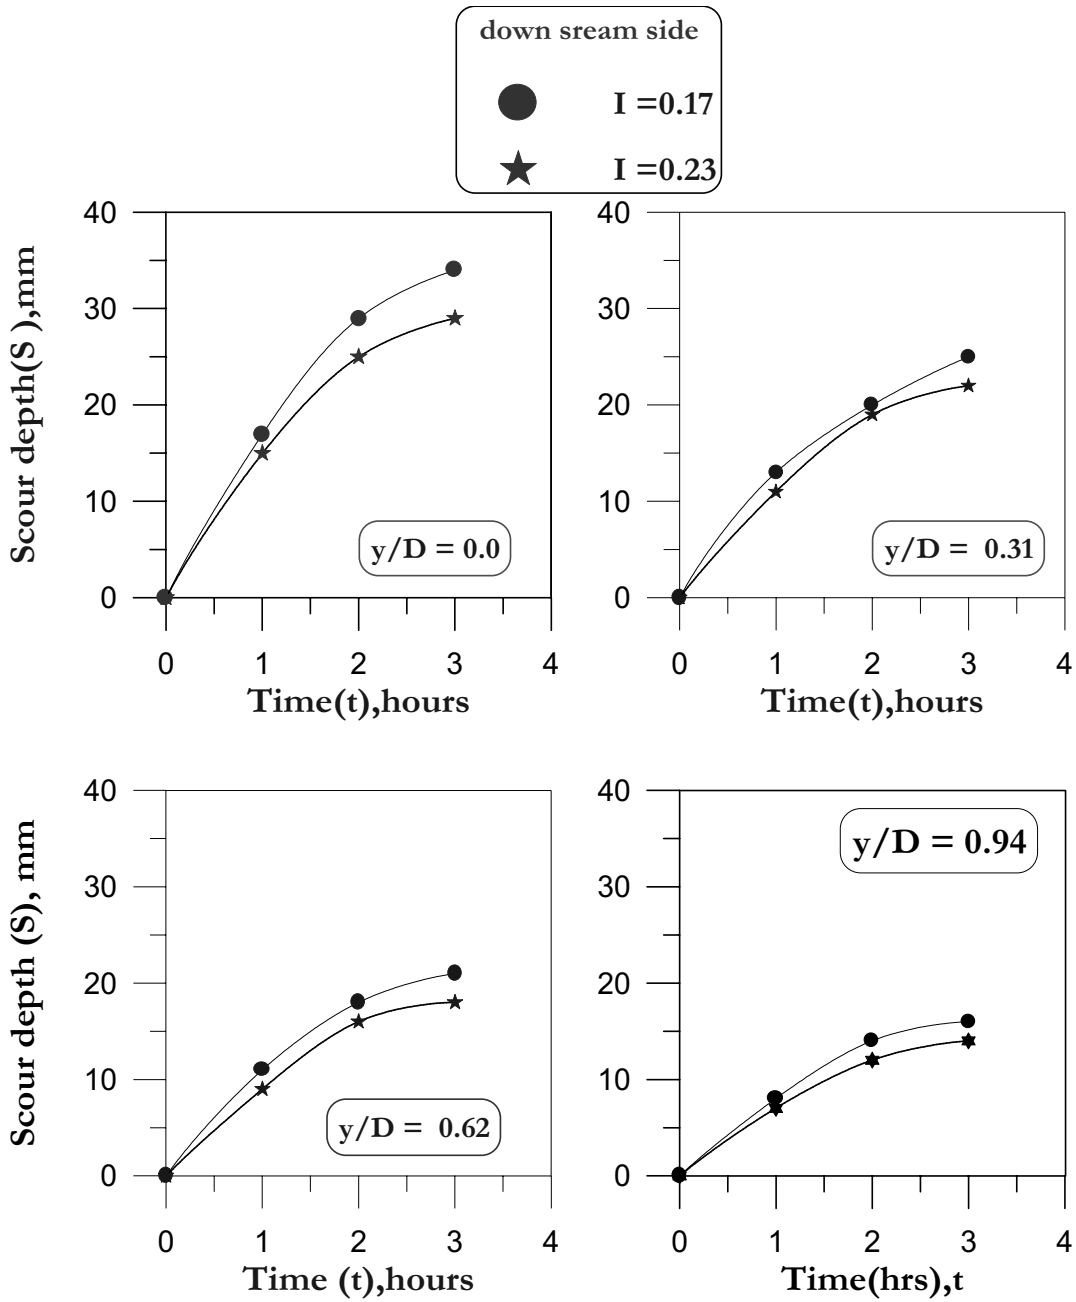 down sream side
I =0.17
I =0.23
Scour depth(S ),mm
40
30
20
10
0
y/D = 0.0
0 1 2 3 4
Time(t),hours
40
30
20
10
0
y/D = 0.31
0 1 2 3 4
Time(t),hours
Scour depth (S), mm
40
30
20
10
0
y/D = 0.62
0 1 2 3 4
Time (t),hours
40
30
20
10
0
y/D = 0.94
0 1 2 3 4
Time(hrs),t